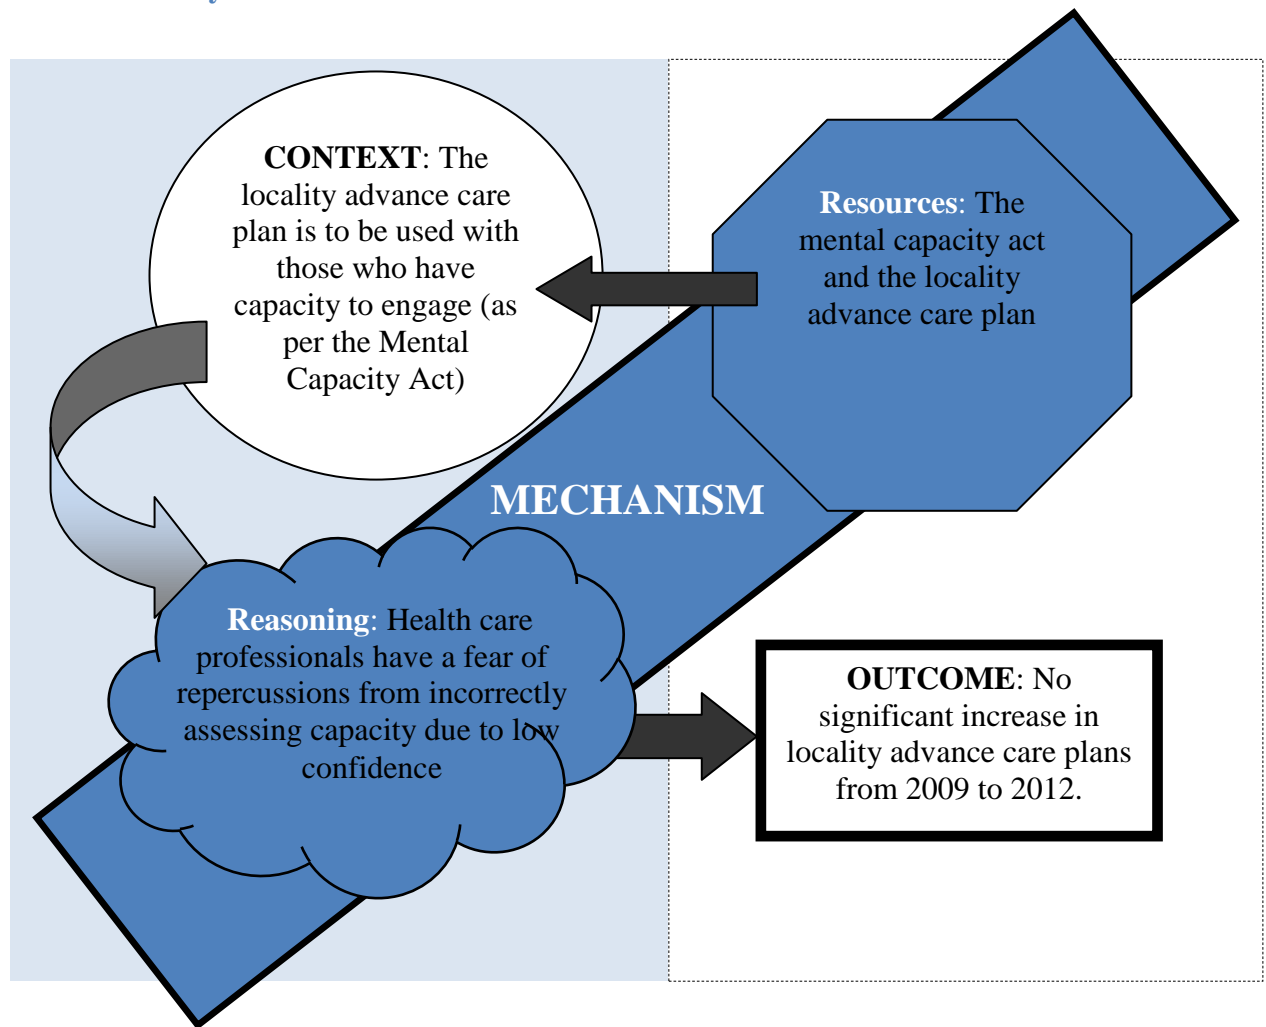 CONTEXT: The
locality advance care
plan is to be used with
those who have
capacity to engage (as
per the Mental
Capacity Act)
Resources: The
mental capacity act
and the locality
advance care plan
MECHANISM
Reasoning: Health care
professionals have a fear of
repercussions from incorrectly
assessing capacity due to low
confidence
OUTCOME: No
significant increase in
locality advance care plans
from 2009 to 2012.